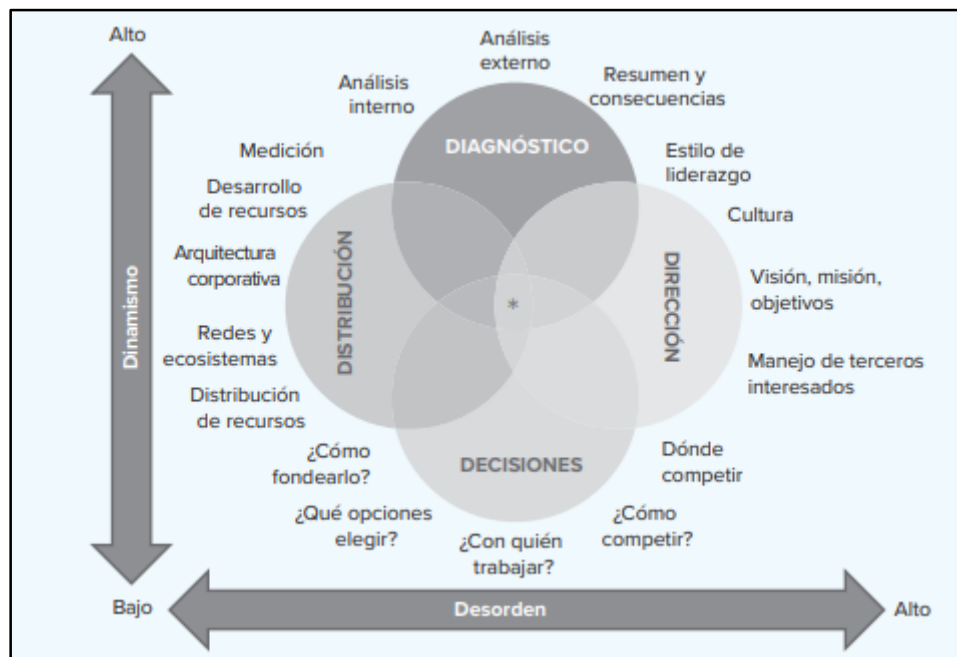 Alto
Análisis
externo
Análisis
interno
Resumen y
consecuencias
DIAGNÓSTICO
Medición
Estilo de
liderazgo
Desarrollo
de recursos
Cultura
Arquitectura
corporativa
DISTRIBUCIÓN
*
DIRECCIÓN
Visión, misión,
objetivos
Dinamismo
Redes y
ecosistemas
Manejo de terceros
interesados
Distribución
de recursos
¿Cómo
fondearlo?
DECISIONES
Dónde
competir
¿Qué opciones
elegir?
¿Con quién
trabajar?
¿Cómo
competir?
Bajo
Desorden
Alto